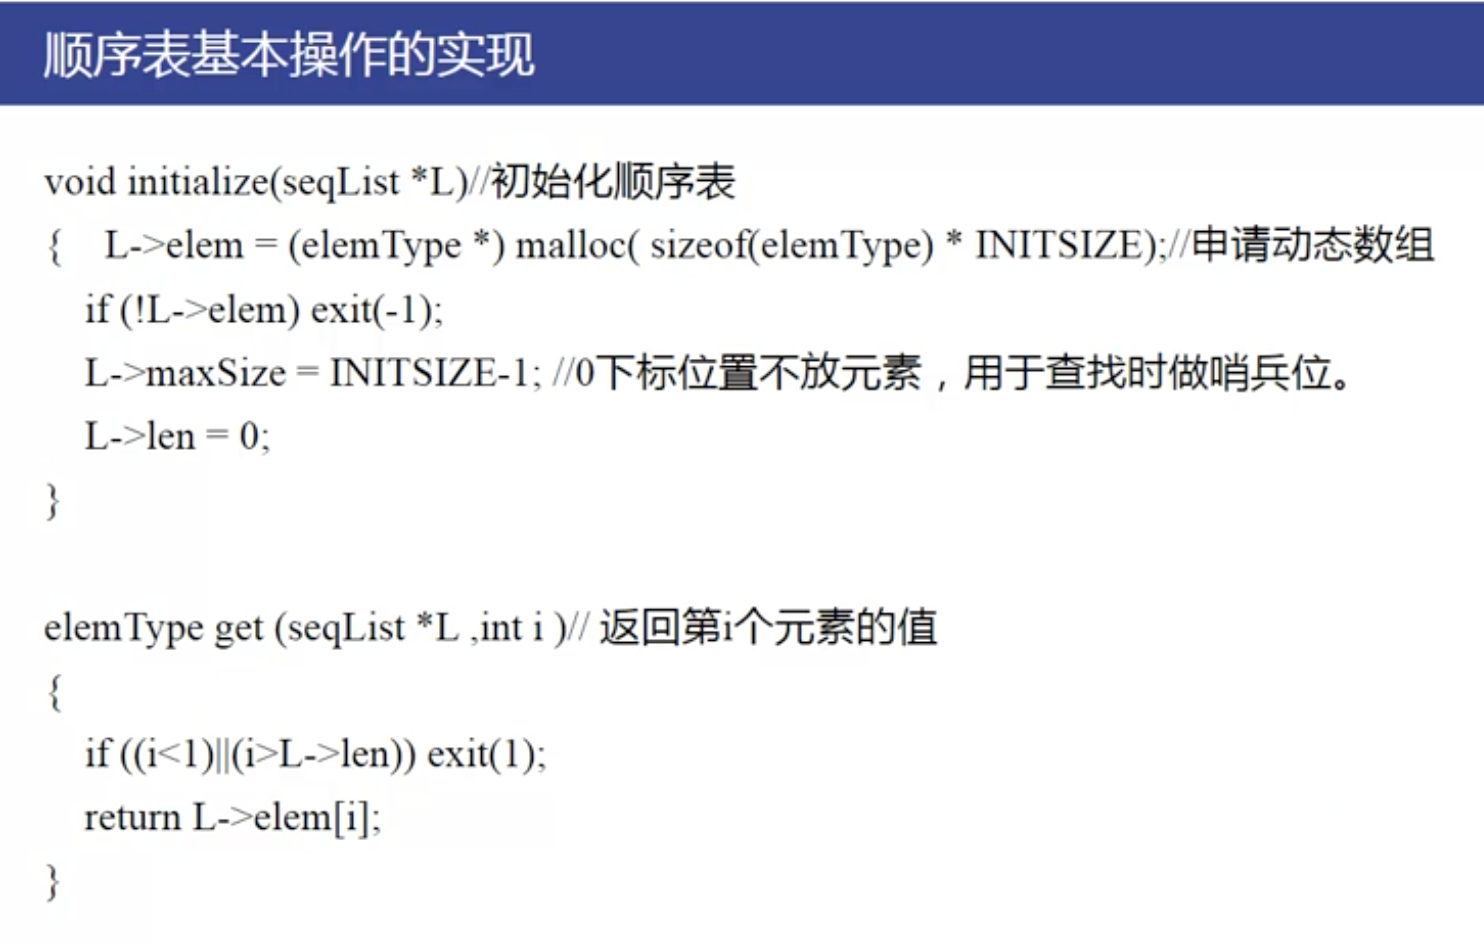 顺序表基本操作的实现
void initialize(seqList *L)//初始化顺序表
{ L->elem = (elemType *) malloc( sizeof(elemType) * INITSIZE);//申请动态数组
if (!L->elem) exit(-1);
L->maxSize = INITSIZE-1; //0下标位置不放元素，用于查找时做哨兵位。
L->len = 0;
}
elemType get (seqList *L ,int i )// 返回第i个元素的值
{
if ((i<1)||(i>L->len)) exit(1);
return L->elem[i];
}